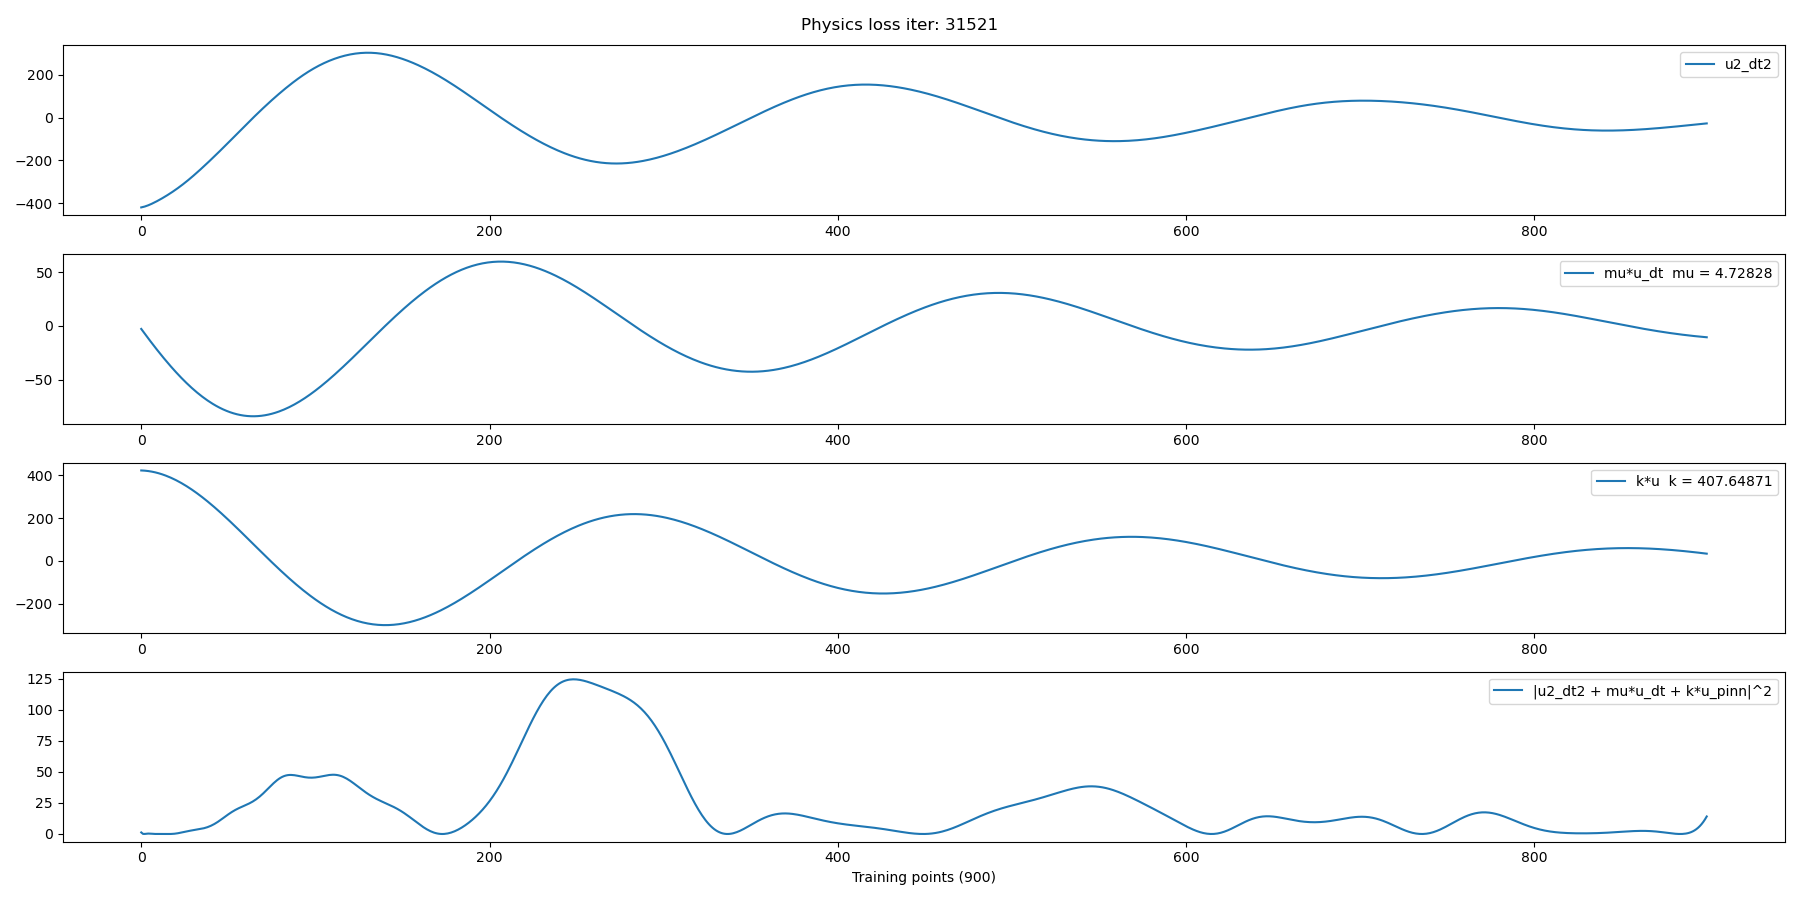 Physics loss iter: 31521
200
0
−200
−400
u2_dt2
0 200 400 600 800
50
0
−50
mu*u_dt mu = 4.72828
0 200 400 600 800
400
200
0
−200
k*u k = 407.64871
0 200 400 600 800
125
100
75
50
25
0
|u2_dt2 + mu*u_dt + k*u_pinn|^2
0 200 400 600 800
Training points (900)